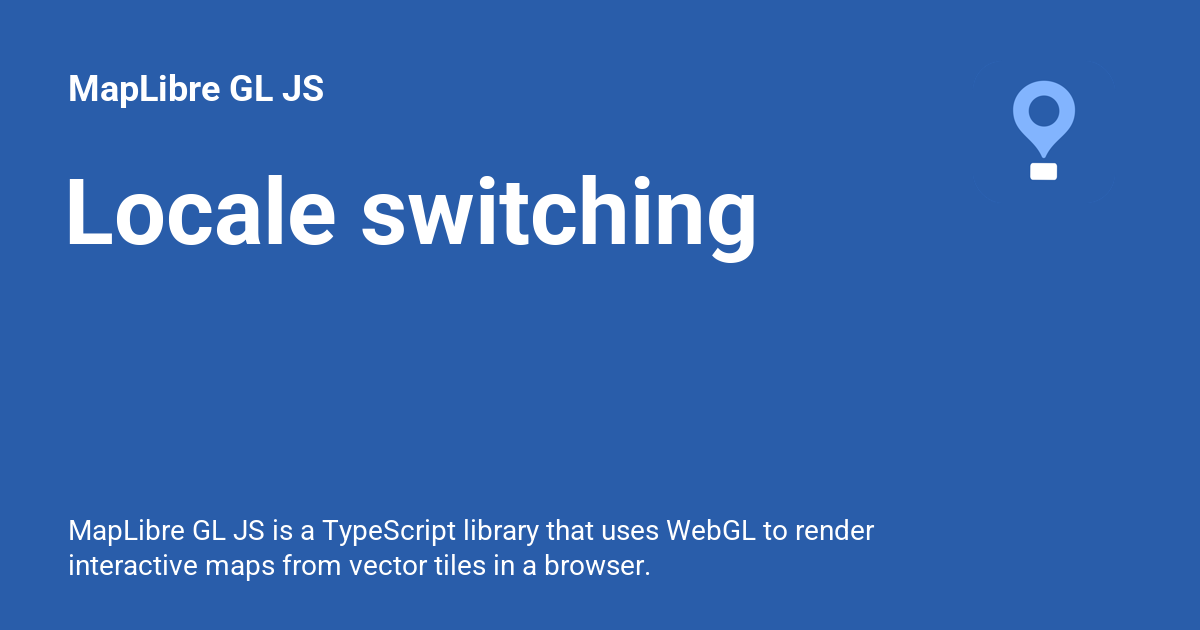 MapLibre GL JS
Locale switching
MapLibre GL JS is a TypeScript library that uses WebGL to render
interactive maps from vector tiles in a browser.